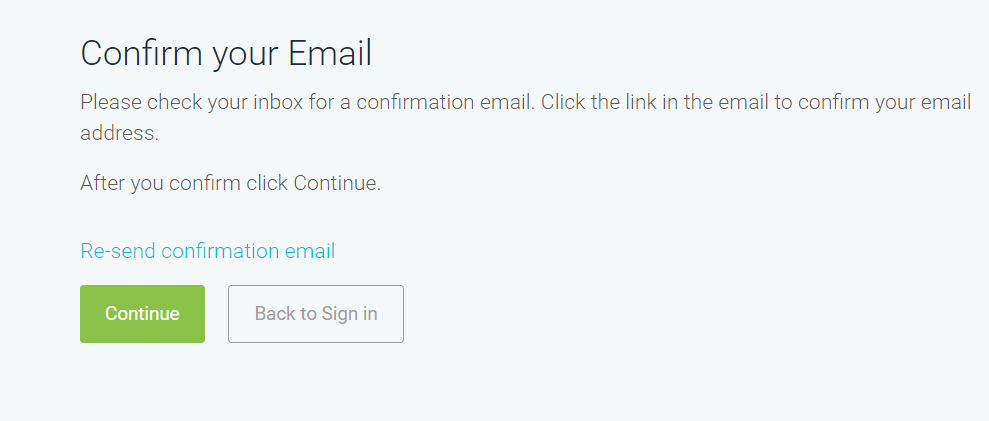 Confirm your Email
Please check your inbox for a confirmation email. Click the link in the email to confirm your email
address.
After you confirm click Continue.
Re-send confirmation email
Continue
Back to Sign in